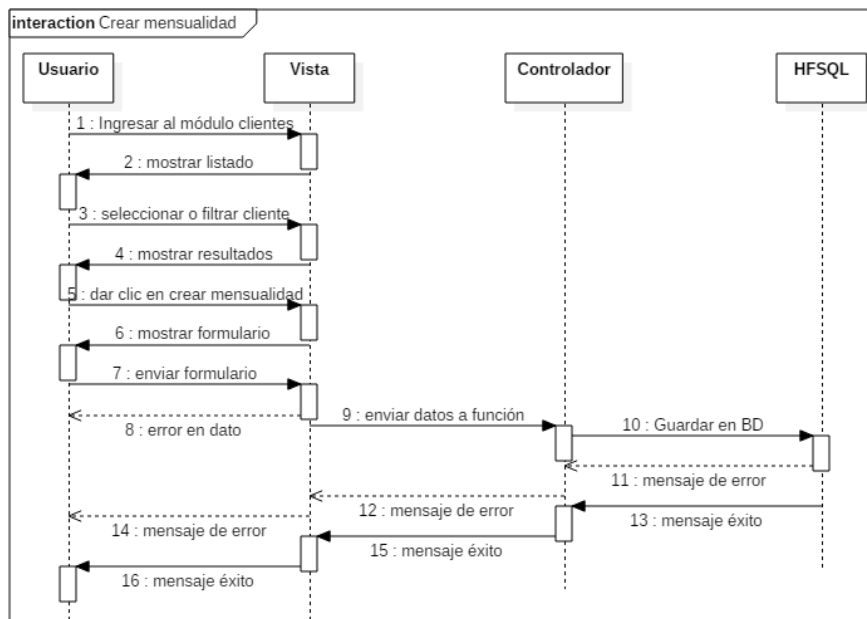 interaction Crear mensualidad
Usuario
Vista
Controlador
HFSQL
1 : Ingresar al módulo clientes
2 : mostrar listado
3 : seleccionar o filtrar cliente
4 : mostrar resultados
5 : dar clic en crear mensualidad
6 : mostrar formulario
7 : enviar formulario
8 : error en dato
9 : enviar datos a función
10 : Guardar en BD
11 : mensaje de error
12 : mensaje de error
13 : mensaje éxito
14 : mensaje de error
15 : mensaje éxito
16 : mensaje éxito